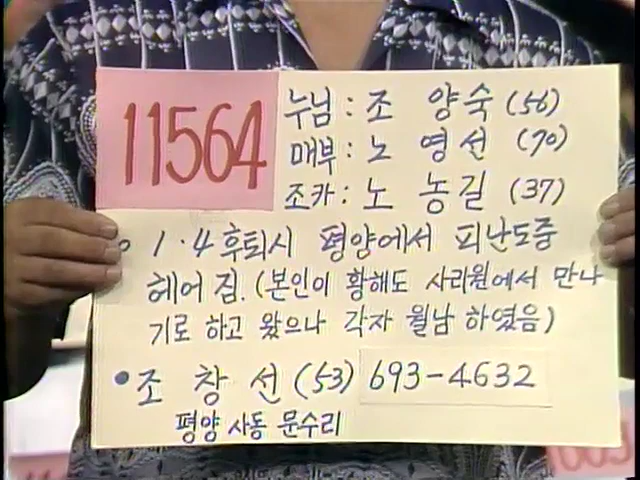 11564
누님 : 조 양숙 (56)
매부 : 노 영선 (70)
조카 : 노 농길 (37)
○ 1·4 후퇴시 평양에서 피난도중
헤어 짐. (본인이 황해도 사리원에서 만나
기로 하고 왔으나 각자 월남 하였음)
• 조 창 선 (53) 693-4632
평양 사동 문수리